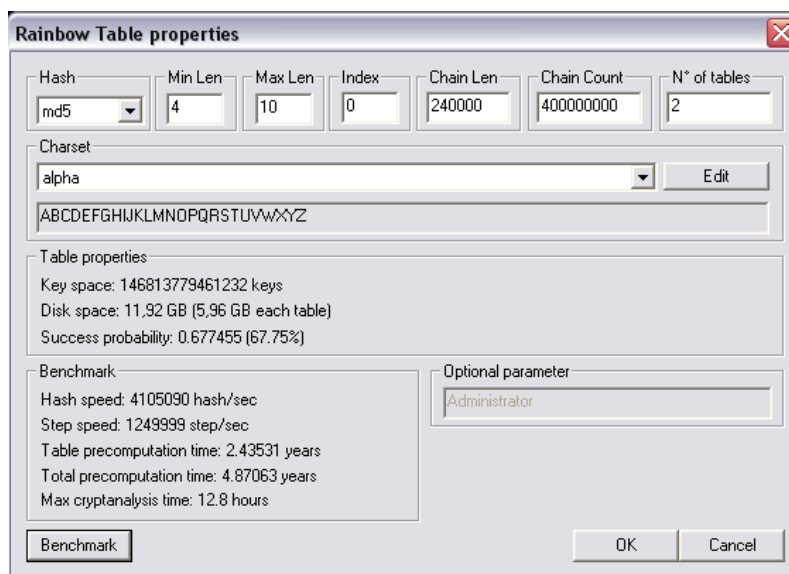 Rainbow Table properties
Hash
Min Len
Max Len
Index
Chain Len
Chain Count
N° of tables
md5
4
10
0
240000
400000000
2
Charset
alpha
Edit
ABCDEFGHIJKLMNOPQRSTUVWXYZ
Table properties
Key space: 146813779461232 keys
Disk space: 11,92 GB (5,96 GB each table)
Success probability: 0.677455 (67.75%)
Benchmark
Hash speed: 4105090 hash/sec
Step speed: 1249999 step/sec
Table precomputation time: 2.43531 years
Total precomputation time: 4.87063 years
Max cryptanalysis time: 12.8 hours
Optional parameter
Administrator
Benchmark
OK
Cancel